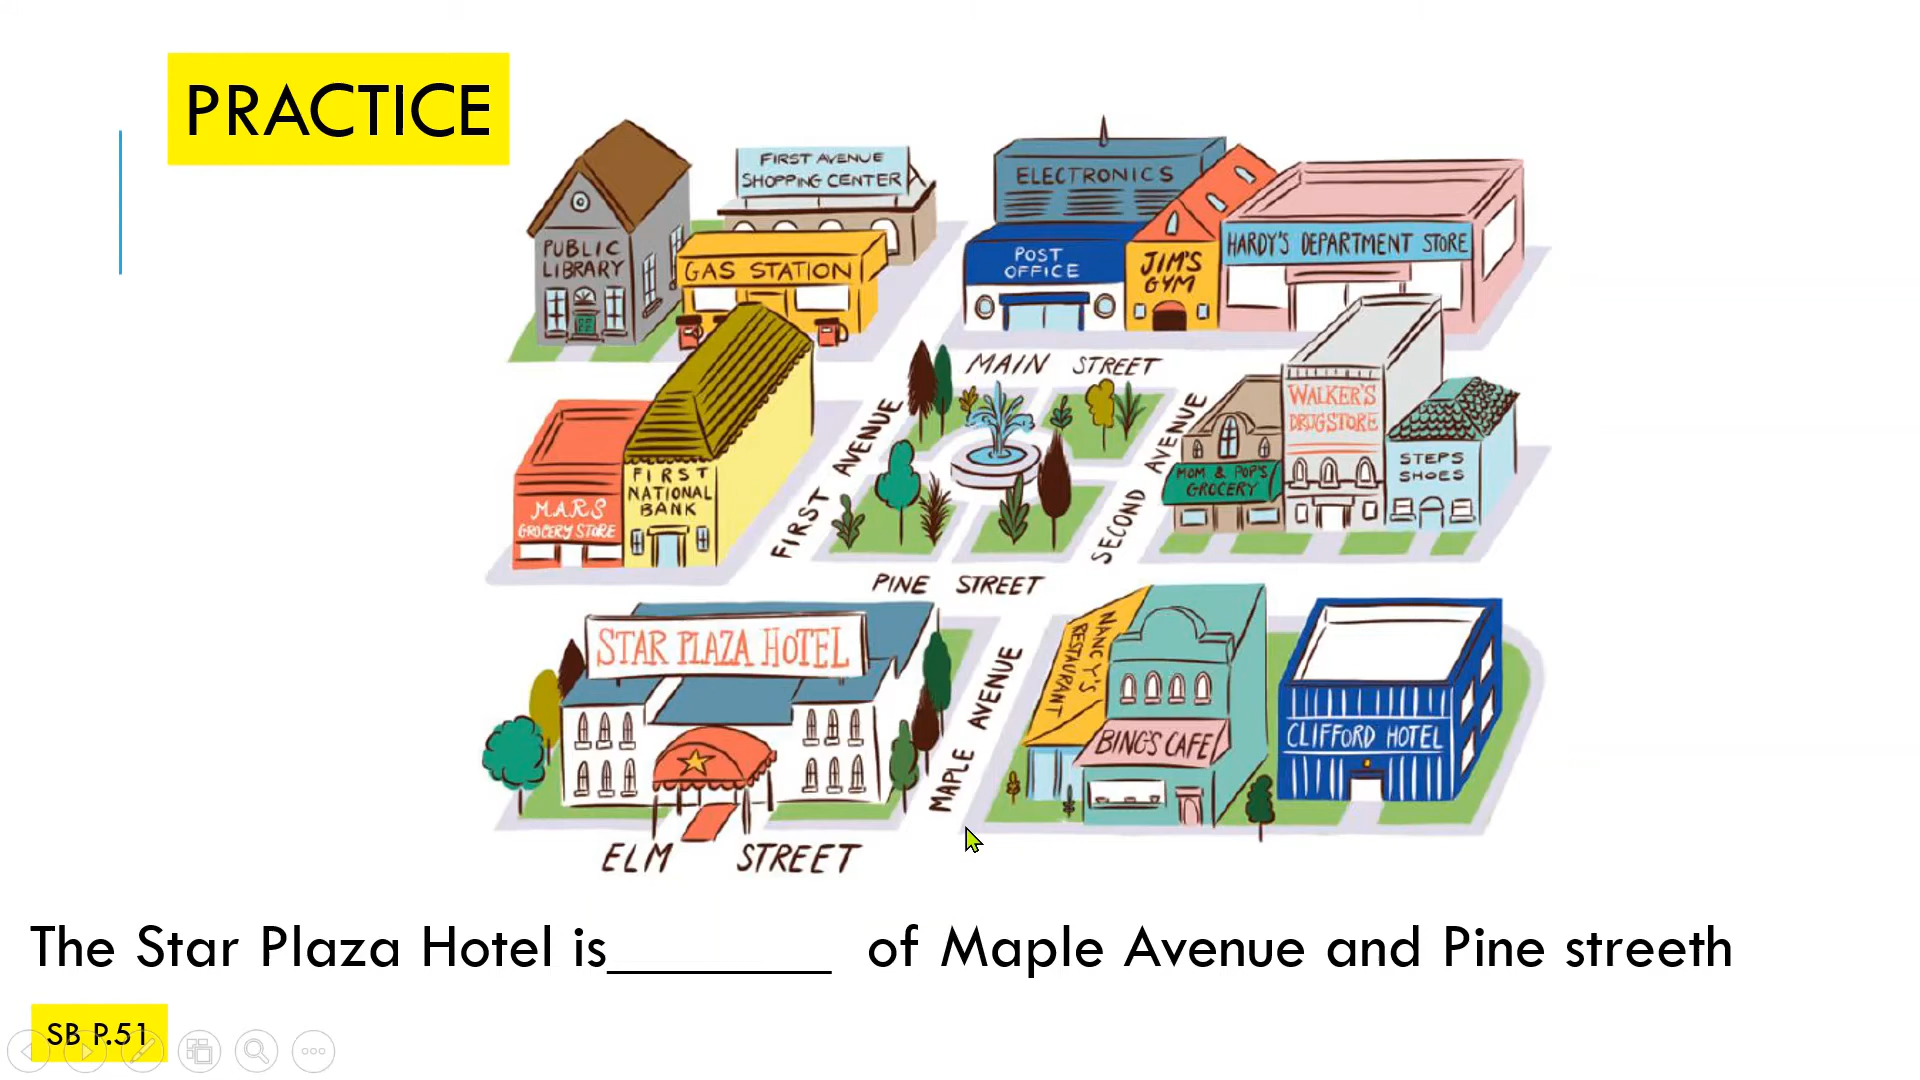 PRACTICE
FIRST AVENUE
SHOPPING CENTER
ELECTRONICS
PUBLIC
LIBRARY
GAS STATION
POST
OFFICE
JIM'S
GYM
HARDY'S DEPARTMENT STORE
MAIN STREET
FIRST AVENUE
SECOND AVENUE
WALKER'S
DRUGSTORE
MOM & POP'S
GROCERY
STEPS
SHOES
MARS
GROCERY STORE
FIRST
NATIONAL
BANK
PINE STREET
STAR PLAZA HOTEL
MAPLE AVENUE
NANCY'S
RESTAURANT
BING'S CAFE
CLIFFORD HOTEL
ELM STREET
The Star Plaza Hotel is________ of Maple Avenue and Pine streeth
SB P.51